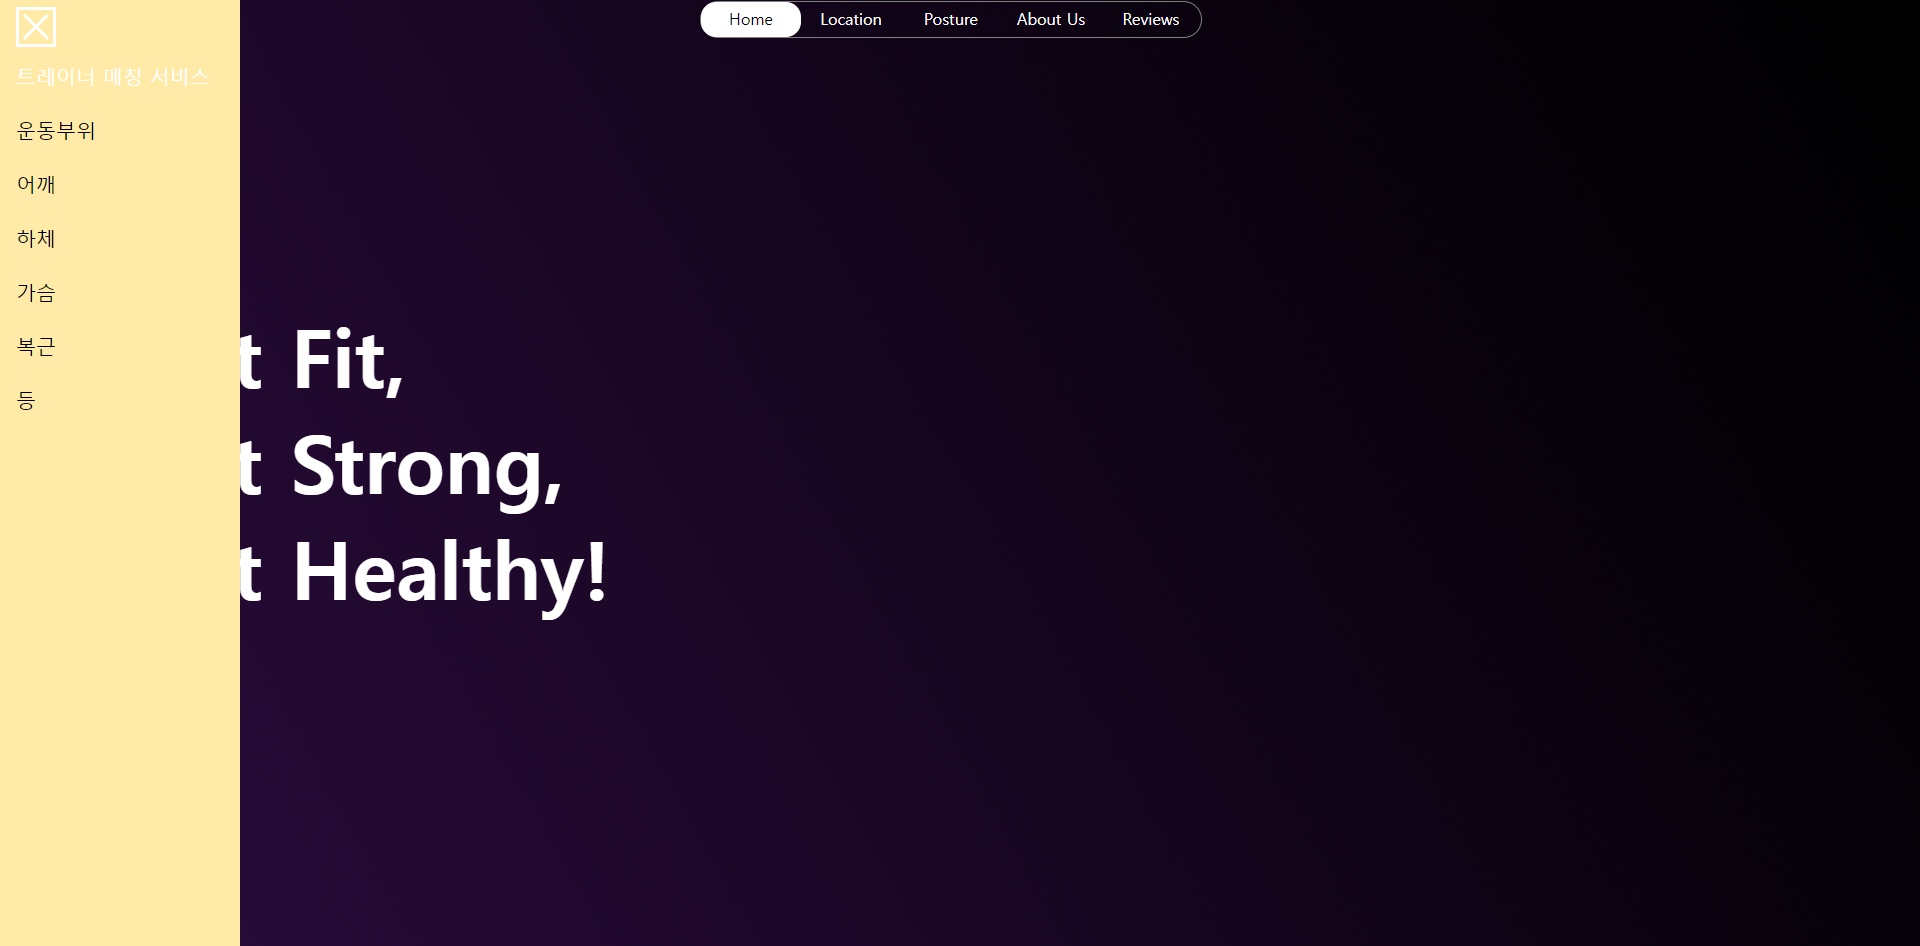 Home Location Posture About Us Reviews
트레이너 매칭 서비스
운동부위
어깨
하체
가슴
복근
등
t Fit,
t Strong,
t Healthy!